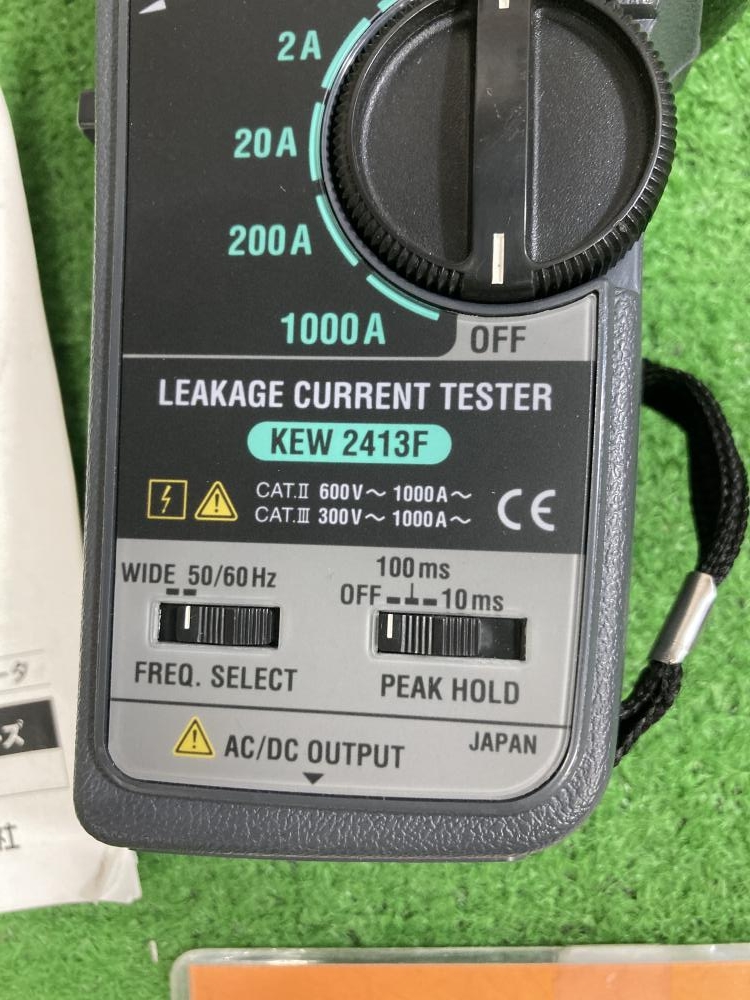 2A
20A
200A
1000A
OFF
LEAKAGE CURRENT TESTER
KEW 2413F
CAT.II 600V～ 1000A～
CAT.III 300V～ 1000A～
CE
WIDE 50/60Hz
FREQ. SELECT
100ms
OFF 10ms
PEAK HOLD
AC/DC OUTPUT
JAPAN
ータ
ズ
社